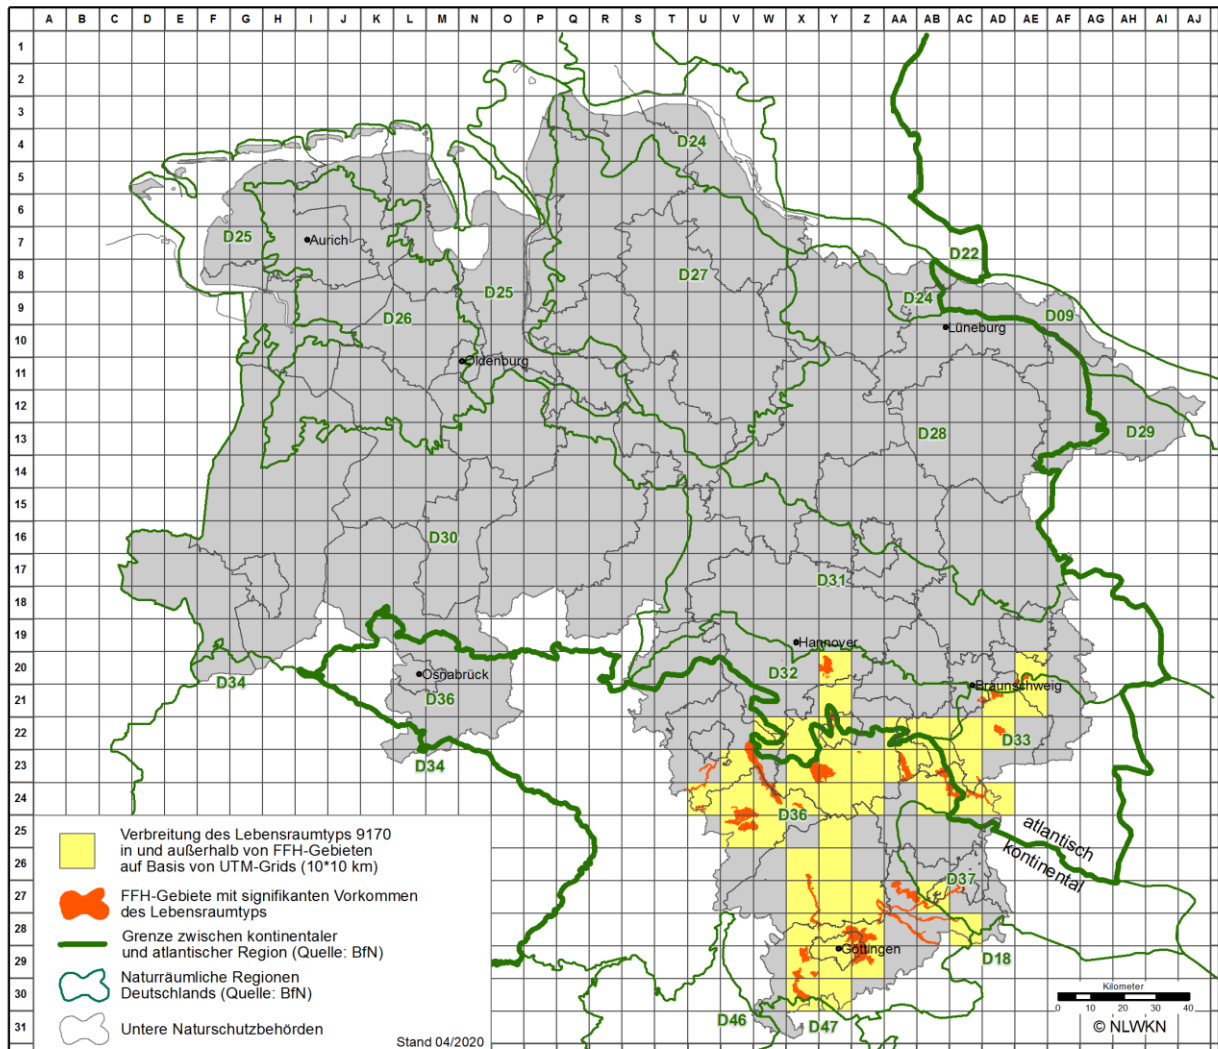 A B C D E F G H I J K L M N O P Q R S T U V W X Y Z AA AB AC AD AE AF AG AH AI AJ
1
2
3
4
D24
5
6
7
D25
Aurich
D22
8
D27
D25
D24
9
D26
D09
Lüneburg
10
Oldenburg
11
12
13
D28
D29
14
15
16
D30
17
D31
18
19
Hannover
20
D34
Osnabrück
D32
Braunschweig
D36
21
22
D33
D34
23
24
D36
25
atlantisch
kontinental
26
D37
27
28
Göttingen
D18
29
30
D46
D47
31
Verbreitung des Lebensraumtyps 9170
in und außerhalb von FFH-Gebieten
auf Basis von UTM-Grids (10*10 km)
FFH-Gebiete mit signifikanten Vorkommen
des Lebensraumtyps
Grenze zwischen kontinentaler
und atlantischer Region (Quelle: BfN)
Naturräumliche Regionen
Deutschlands (Quelle: BfN)
Untere Naturschutzbehörden
Stand 04/2020
Kilometer
0 10 20 30 40
© NLWKN